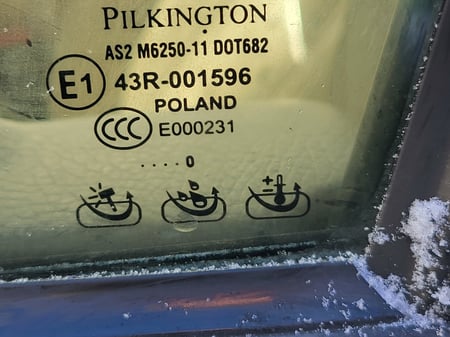 PILKINGTON
AS2 M6250-11 DOT682
E1 43R-001596
POLAND
CCC E000231
.... 0